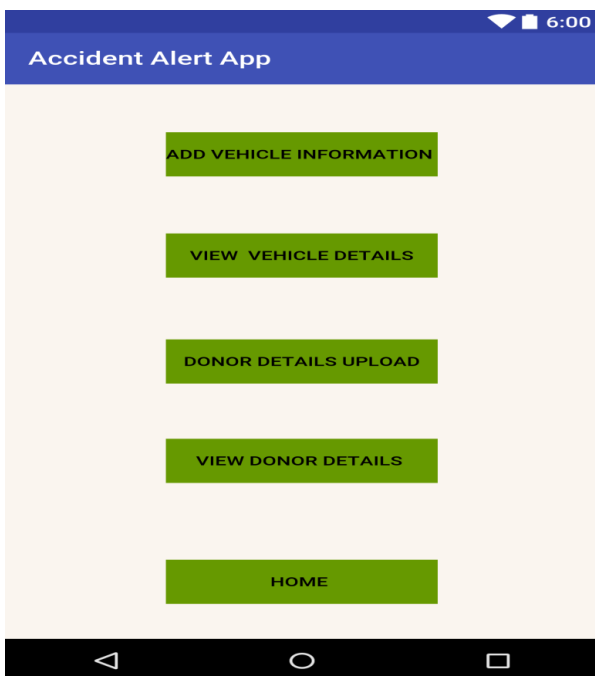 6:00
Accident Alert App
ADD VEHICLE INFORMATION
VIEW  VEHICLE DETAILS
DONOR DETAILS UPLOAD
VIEW DONOR DETAILS
HOME